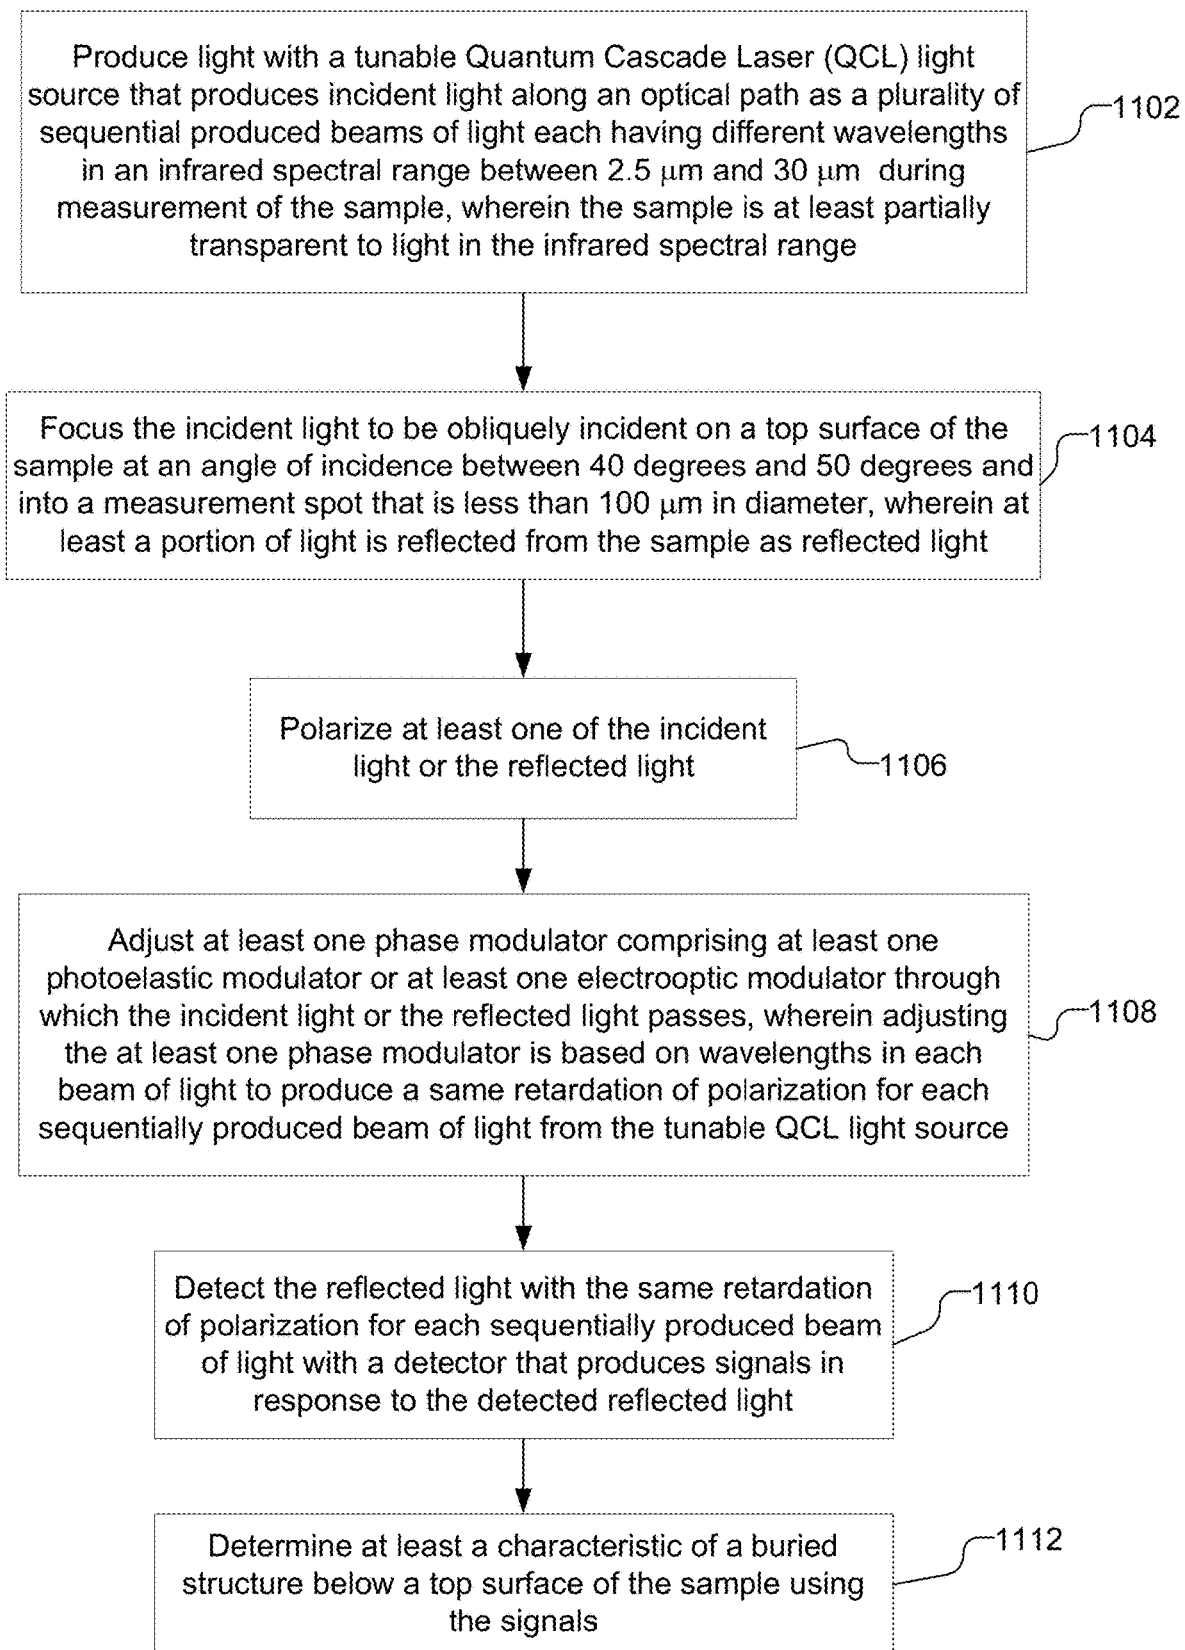 Produce light with a tunable Quantum Cascade Laser (QCL) light
source that produces incident light along an optical path as a plurality of
sequential produced beams of light each having different wavelengths
in an infrared spectral range between 2.5 μm and 30 μm during
measurement of the sample, wherein the sample is at least partially
transparent to light in the infrared spectral range
1102
Focus the incident light to be obliquely incident on a top surface of the
sample at an angle of incidence between 40 degrees and 50 degrees and
into a measurement spot that is less than 100 μm in diameter, wherein at
least a portion of light is reflected from the sample as reflected light
1104
Polarize at least one of the incident
light or the reflected light
1106
Adjust at least one phase modulator comprising at least one
photoelastic modulator or at least one electrooptic modulator through
which the incident light or the reflected light passes, wherein adjusting
the at least one phase modulator is based on wavelengths in each
beam of light to produce a same retardation of polarization for each
sequentially produced beam of light from the tunable QCL light source
1108
Detect the reflected light with the same retardation
of polarization for each sequentially produced beam
of light with a detector that produces signals in
response to the detected reflected light
1110
Determine at least a characteristic of a buried
structure below a top surface of the sample using
the signals
1112